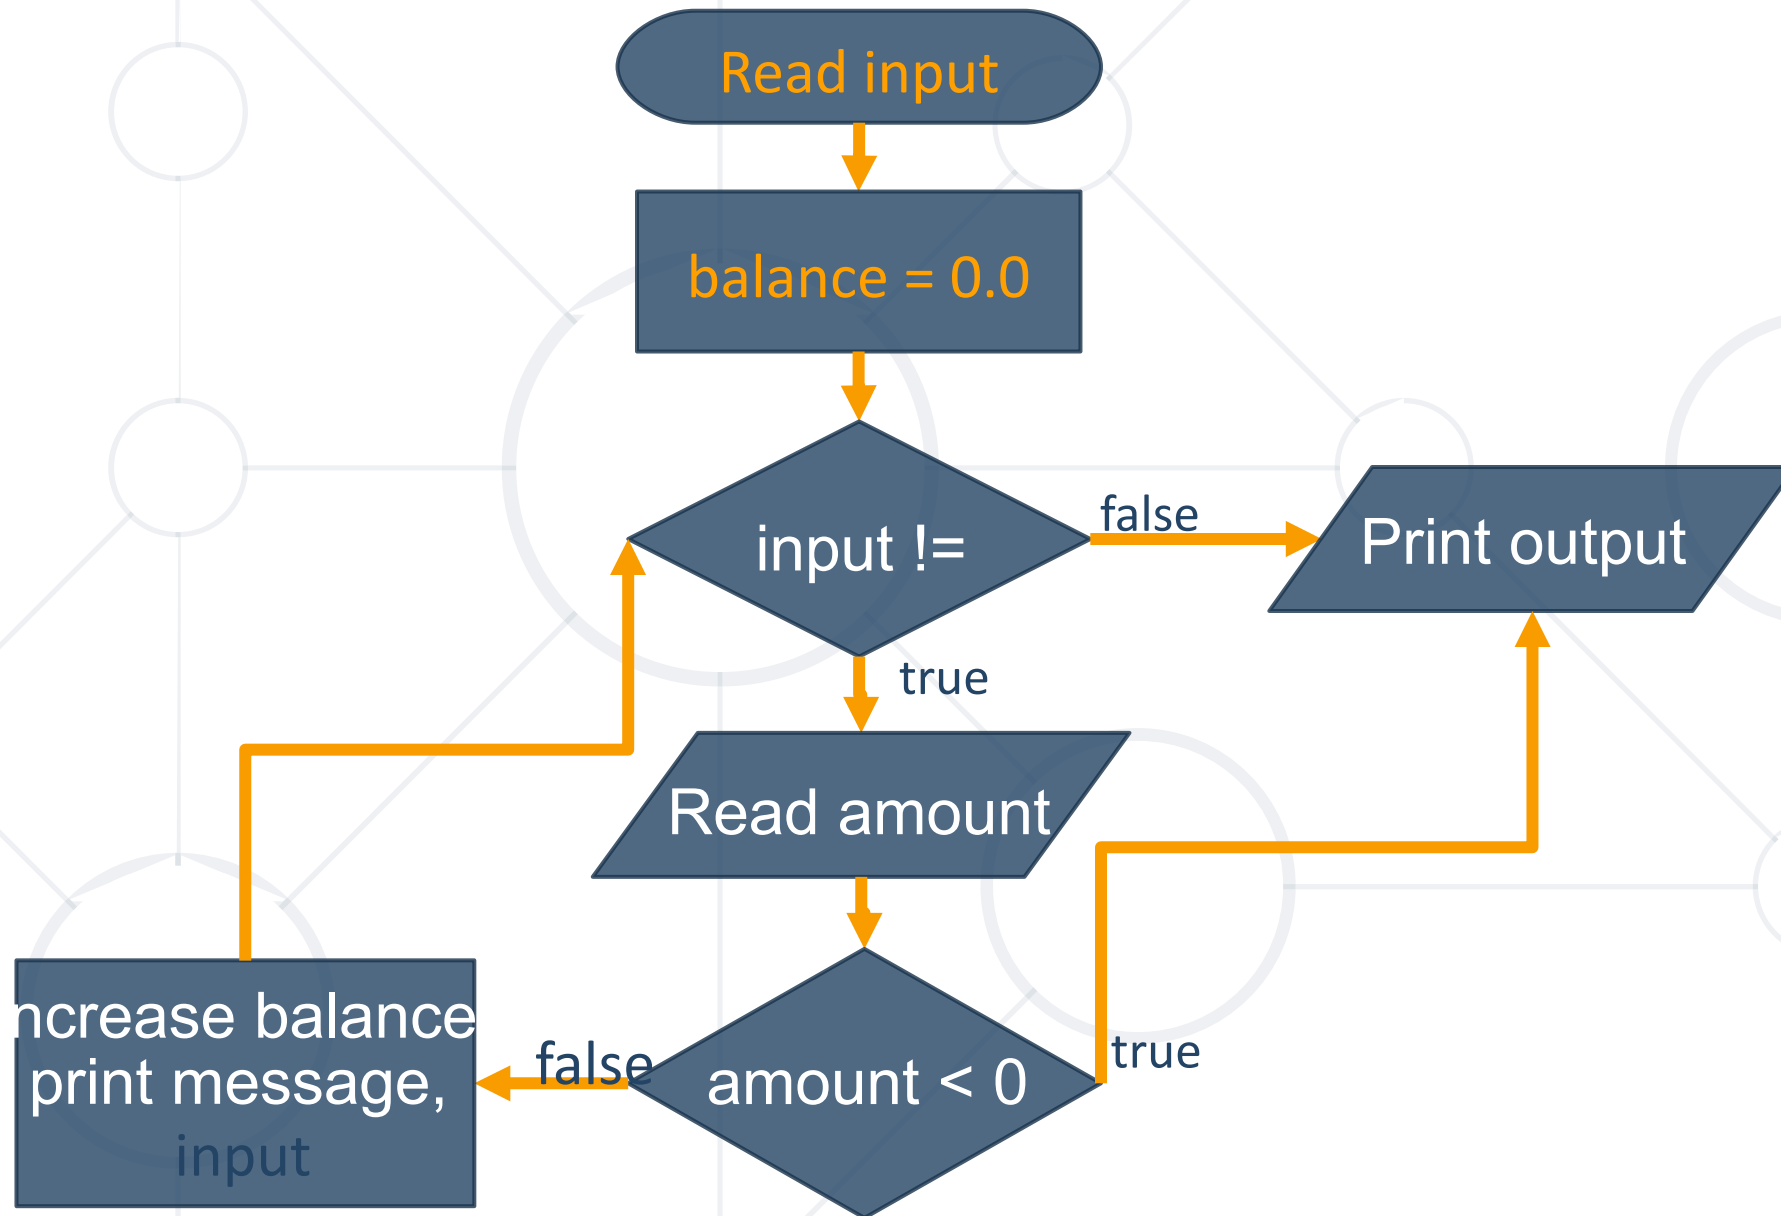 Read input
balance = 0.0
input !=
false
Print output
true
Read amount
ncrease balance
print message,
input
false
amount < 0
true